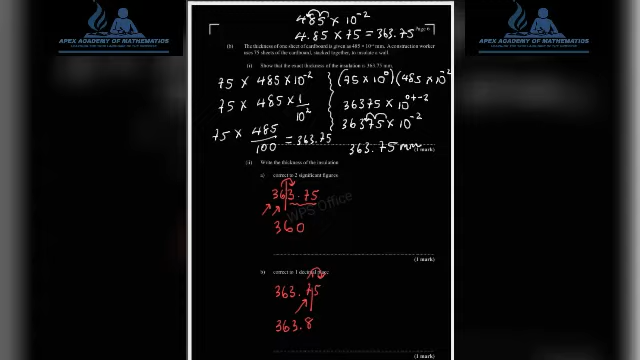 APEX ACADEMY OF MATHEMATICS
APEX ACADEMY OF MATHEMATICS
Page 6
485 × 10⁻²
4.85 × 75 = 363.75
(b) The thickness of one sheet of cardboard is given as 485 × 10⁻² mm. A construction worker
uses 75 sheets of the cardboard, stacked together, to insulate a wall.
(i) Show that the exact thickness of the insulation is 363.75 mm.
75 × 485 × 10⁻²
75 × 485 × 1/10²
75 × 485/100 = 363.75
(75 × 10⁰)(485 × 10⁻²
36375 × 10⁰⁺⁻²
36375 × 10⁻²
363.75 mm
(1 mark)
(ii) Write the thickness of the insulation
a) correct to 2 significant figures
363.75
360
WPS Office
(1 mark)
b) correct to 1 decimal place
363.75
363.8
(1 mark)